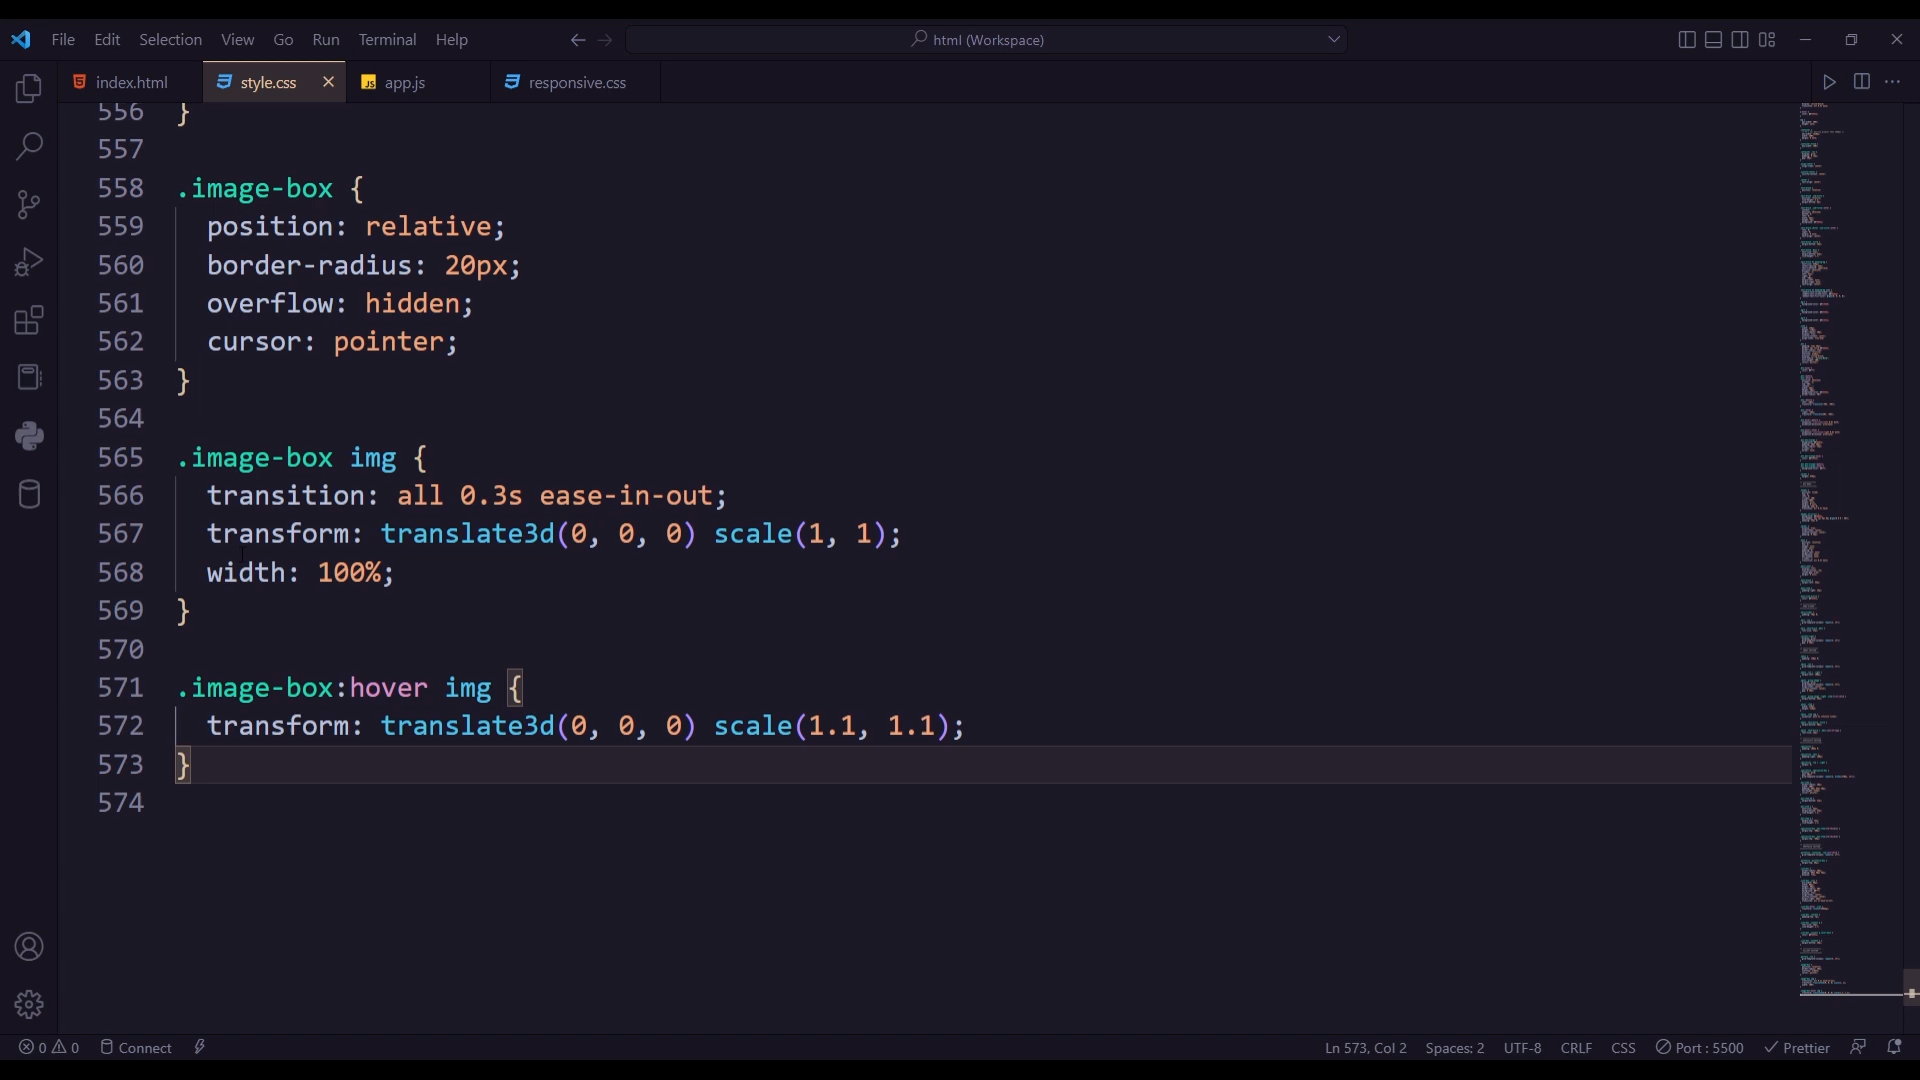 File Edit Selection View Go Run Terminal Help html (Workspace)
index.html style.css app.js responsive.css
556 }
557
558 .image-box {
559 position: relative;
560 border-radius: 20px;
561 overflow: hidden;
562 cursor: pointer;
563 }
564
565 .image-box img {
566 transition: all 0.3s ease-in-out;
567 transform: translate3d(0, 0, 0) scale(1, 1);
568 width: 100%;
569 }
570
571 .image-box:hover img {
572 transform: translate3d(0, 0, 0) scale(1.1, 1.1);
573 }
574
0 0 Connect Ln 573, Col 2 Spaces: 2 UTF-8 CRLF CSS Port : 5500 Prettier